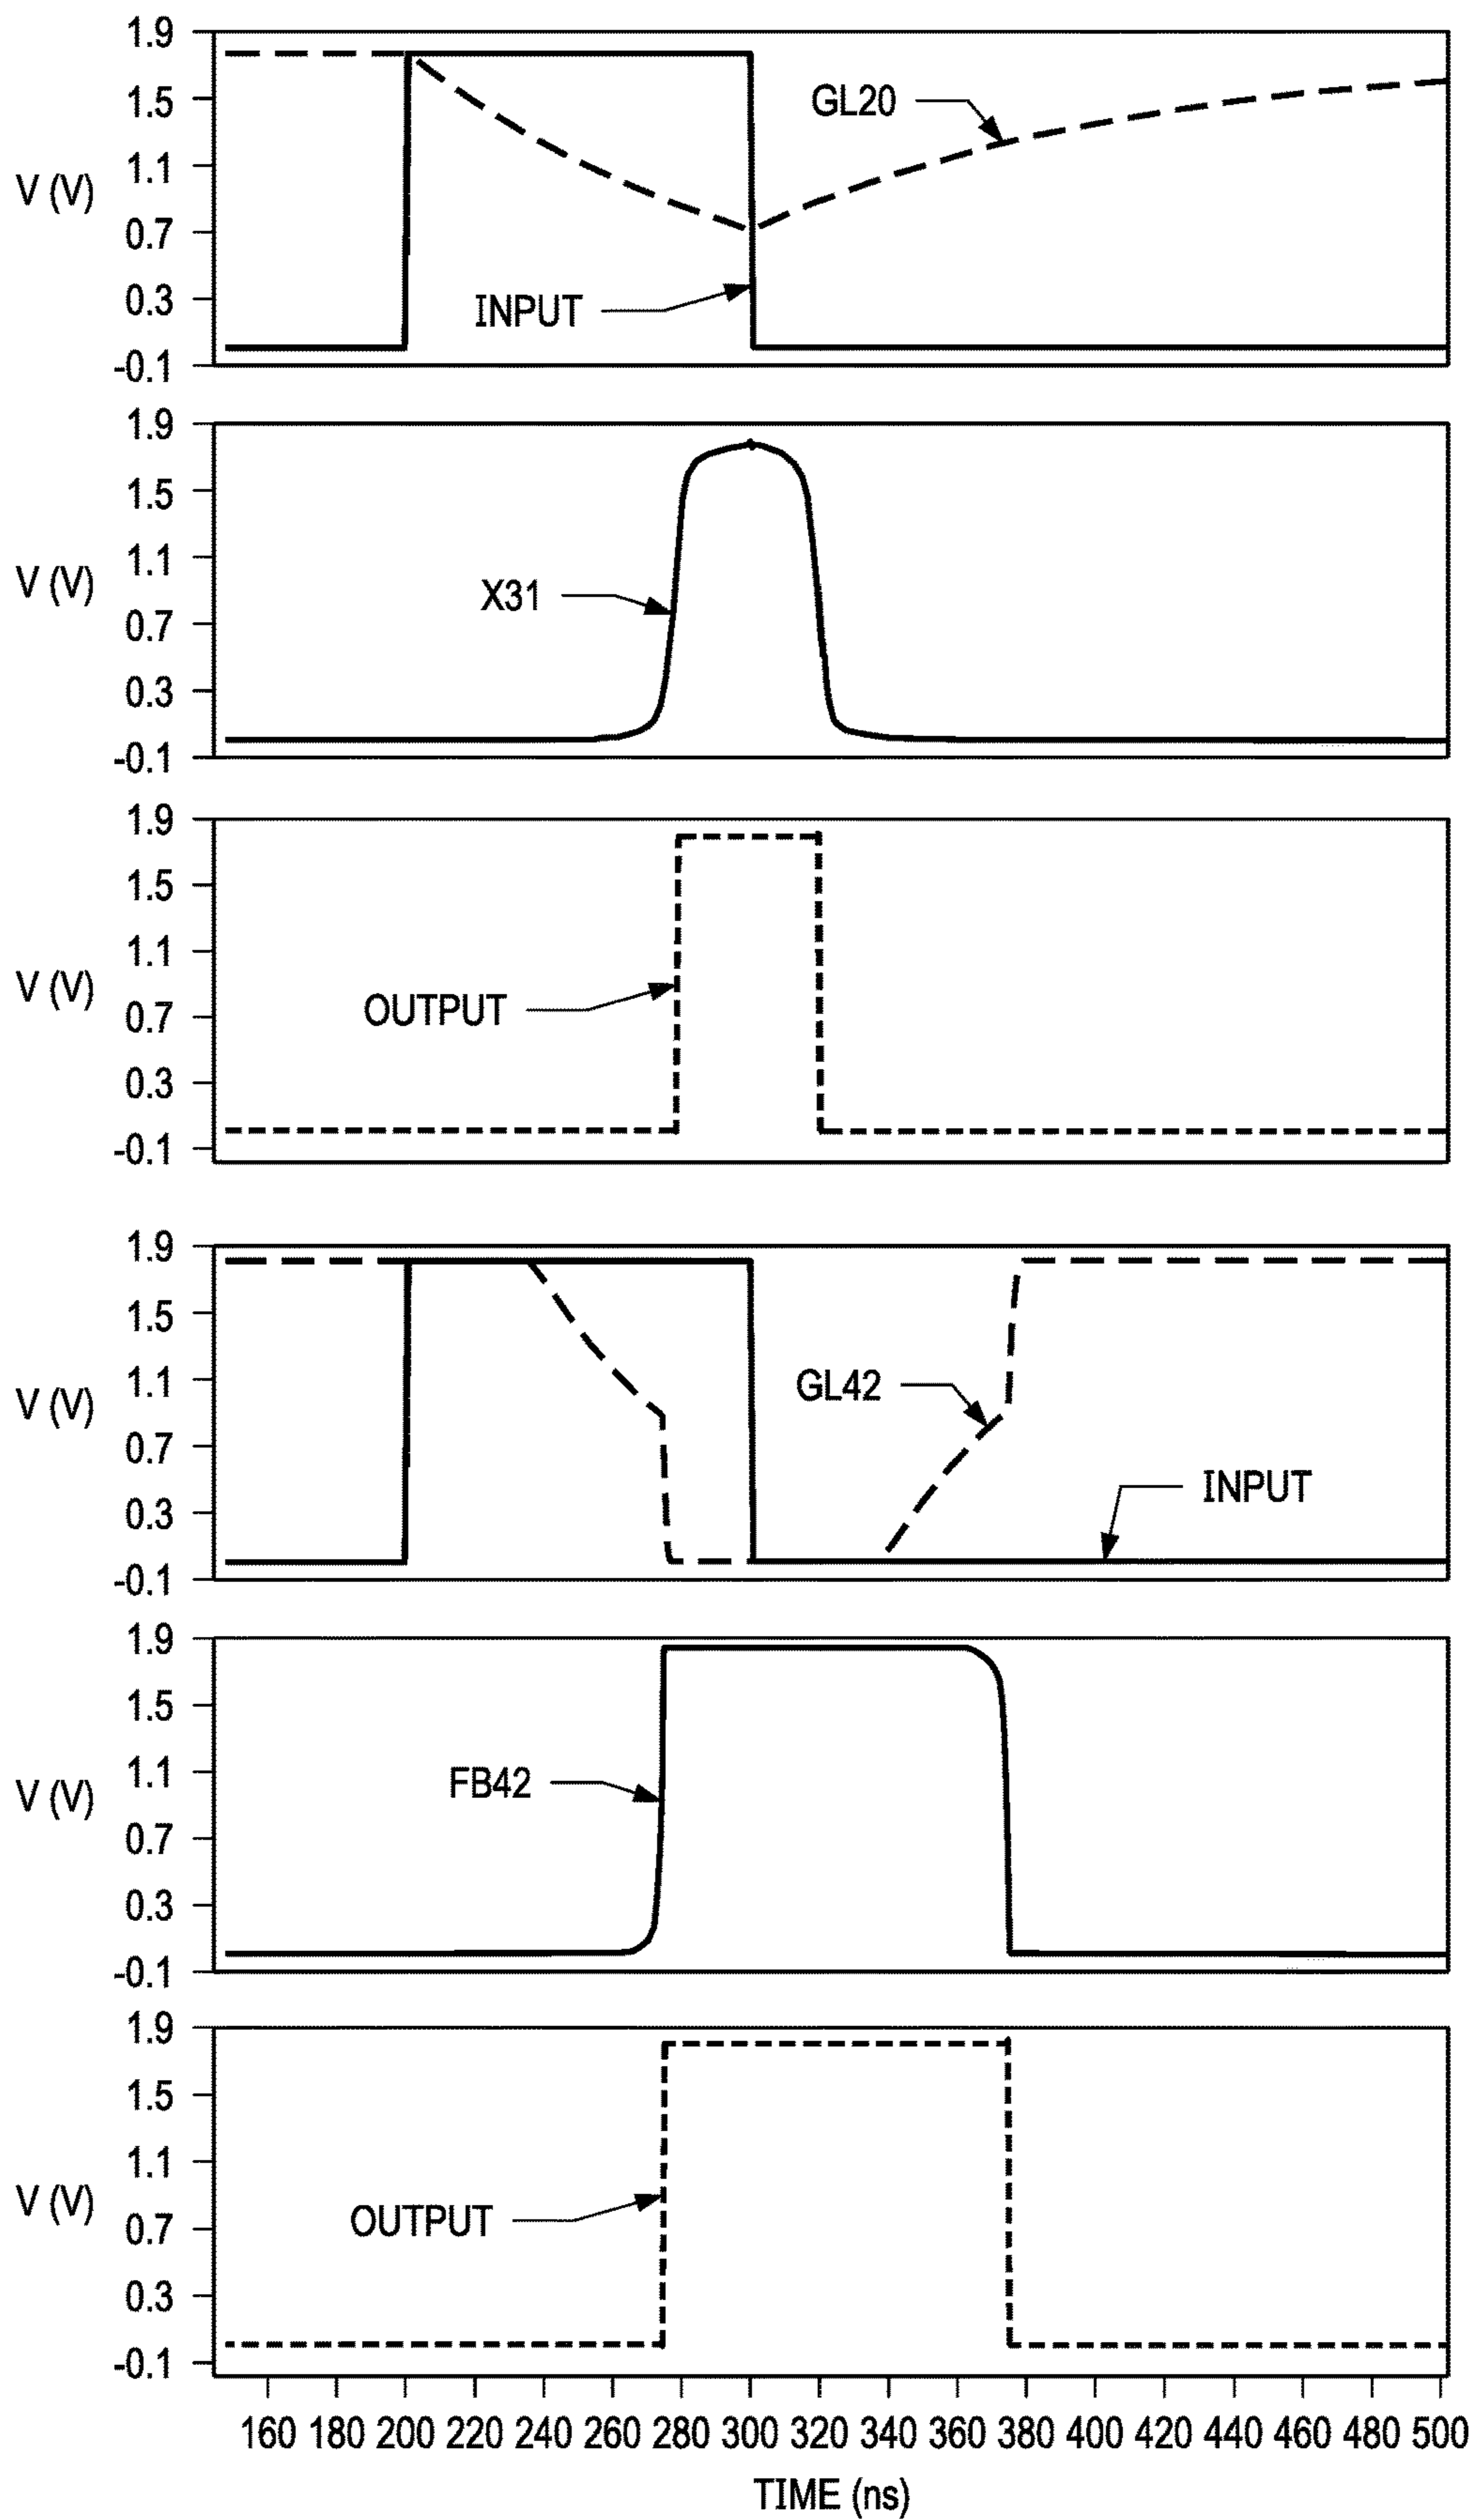 1.9
1.5
GL20
1.1
V (V)
0.7
0.3
INPUT
-0.1
1.9
1.5
1.1
V (V)
X31
0.7
0.3
-0.1
1.9
1.5
1.1
V (V)
OUTPUT
0.7
0.3
-0.1
1.9
1.5
1.1
GL42
V (V)
0.7
INPUT
0.3
-0.1
1.9
1.5
1.1
FB42
V (V)
0.7
0.3
-0.1
1.9
1.5
1.1
V (V)
OUTPUT
0.7
0.3
-0.1
160 180 200 220 240 260 280 300 320 340 360 380 400 420 440 460 480 500
TIME (ns)